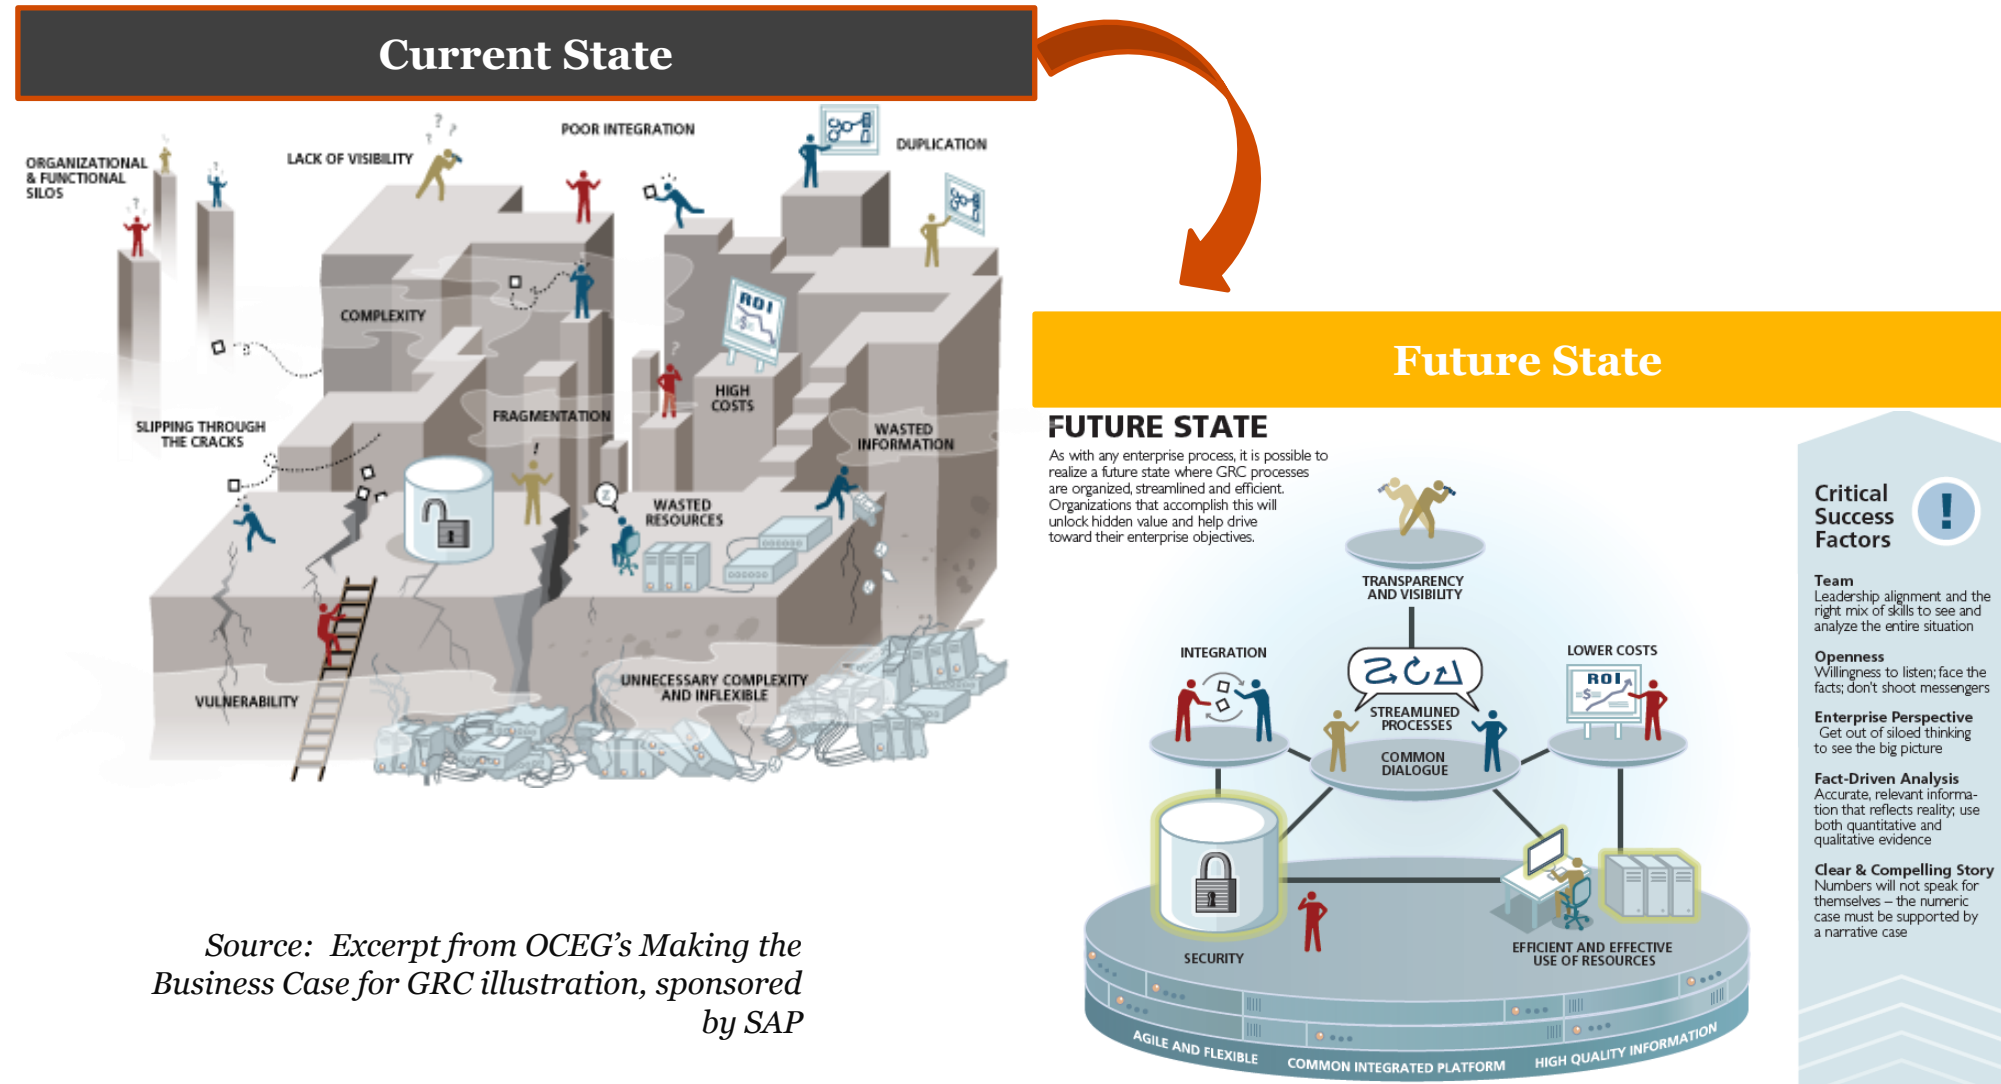 Current State
ORGANIZATIONAL
& FUNCTIONAL
SILOS
LACK OF VISIBILITY
POOR INTEGRATION
DUPLICATION
COMPLEXITY
ROI
$
HIGH
COSTS
FRAGMENTATION
SLIPPING THROUGH
THE CRACKS
WASTED
INFORMATION
WASTED
RESOURCES
Z
VULNERABILITY
UNNECESSARY COMPLEXITY
AND INFLEXIBLE
Source:  Excerpt from OCEG’s Making the
Business Case for GRC illustration, sponsored
by SAP
Future State
FUTURE STATE
As with any enterprise process, it is possible to
realize a future state where GRC processes
are organized, streamlined and efficient.
Organizations that accomplish this will
unlock hidden value and help drive
toward their enterprise objectives.
TRANSPARENCY
AND VISIBILITY
INTEGRATION
LOWER COSTS
ROI
$
STREAMLINED
PROCESSES
COMMON
DIALOGUE
SECURITY
EFFICIENT AND EFFECTIVE
USE OF RESOURCES
AGILE AND FLEXIBLE
COMMON INTEGRATED PLATFORM
HIGH QUALITY INFORMATION
Critical
Success
Factors
!
Team
Leadership alignment and the
right mix of skills to see and
analyze the entire situation
Openness
Willingness to listen; face the
facts; don't shoot messengers
Enterprise Perspective
Get out of siloed thinking
to see the big picture
Fact-Driven Analysis
Accurate, relevant informa-
tion that reflects reality; use
both quantitative and
qualitative evidence
Clear & Compelling Story
Numbers will not speak for
themselves – the numeric
case must be supported by
a narrative case